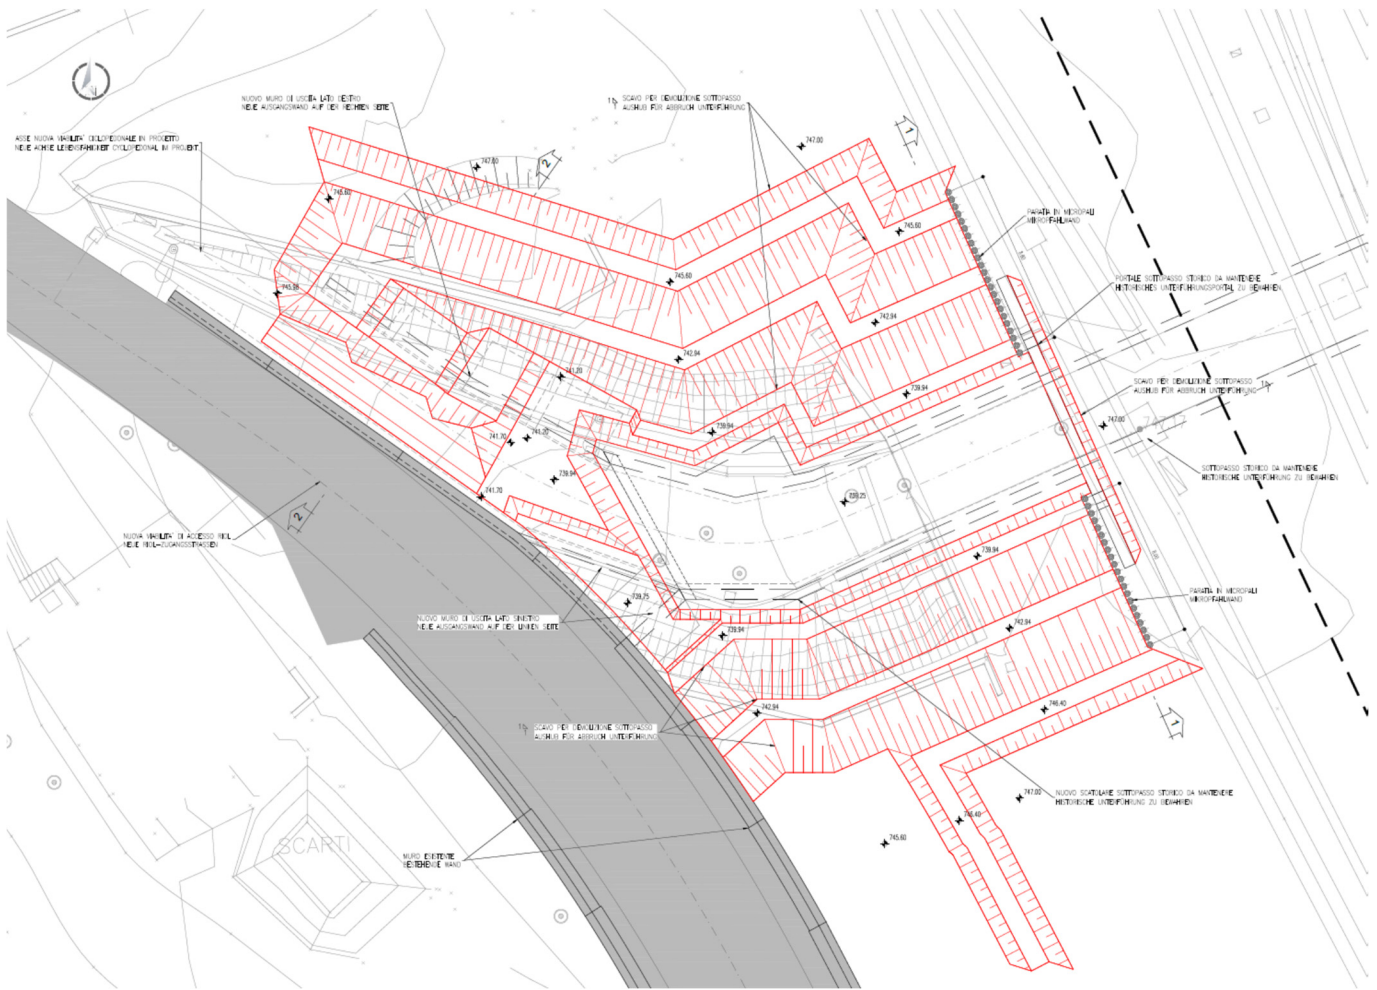 NUOVO MURO DI USCITA LATO DESTRO
NEUE AUSGANGSWAND AUF DER RECHTEN SEITE
SCAVO PER DEMOLIZIONE SOTTOPASSO
AUSHUB FÜR ABBRUCH UNTERFÜHRUNG
ASSE NUOVA VIABILITA' CICLOPEDONALE IN PROGETTO
NEUE ACHSE LEBENSFÄHIGKEIT CYCLOPEDONAL IM PROJEKT
1
2
747.00
747.00
745.60
745.60
PARATIA IN MICROPALI
MIKROPFAHLWAND
745.60
PORTALE SOTTOPASSO STORICO DA MANTENERE
HISTORISCHES UNTERFÜHRUNGSPORTAL ZU BEWAHREN
745.98
742.94
742.94
741.20
739.94
SCAVO PER DEMOLIZIONE SOTTOPASSO
AUSHUB FÜR ABBRUCH UNTERFÜHRUNG
747.00
741.70
741.20
739.94
739.94
SOTTOPASSO STORICO DA MANTENERE
HISTORISCHE UNTERFÜHRUNG ZU BEWAHREN
741.70
739.25
2
NUOVA VIABILITA' DI ACCESSO RIOL
NEUE RIOL-ZUGANGSSTRASSEN
739.94
739.75
PARATIA IN MICROPALI
MIKROPFAHLWAND
NUOVO MURO DI USCITA LATO SINISTRO
NEUE AUSGANGSWAND AUF DER LINKEN SEITE
739.94
742.94
742.94
746.40
1
SCAVO PER DEMOLIZIONE SOTTOPASSO
AUSHUB FÜR ABBRUCH UNTERFÜHRUNG
NUOVO SCATOLARE SOTTOPASSO STORICO DA MANTENERE
HISTORISCHE UNTERFÜHRUNG ZU BEWAHREN
747.00
746.40
745.60
SCARTI
MURO ESISTENTE
BESTEHENDE WAND